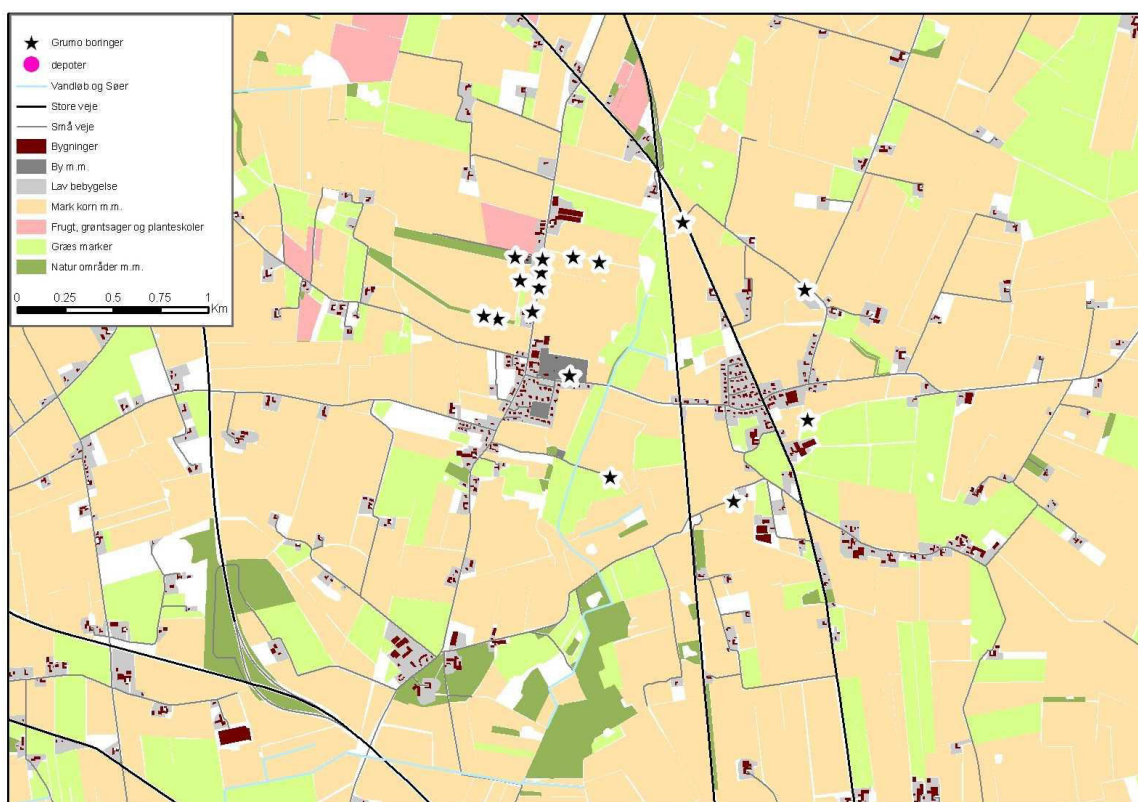 Grumo boringer
depoter
Vandløb og Søer
Store veje
Små veje
Bygninger
By m.m.
Lav bebygelse
Mark korn m.m.
Frugt, grøntsager og planteskoler
Græs marker
Natur områder m.m.
0 0.25 0.5 0.75 1
Km